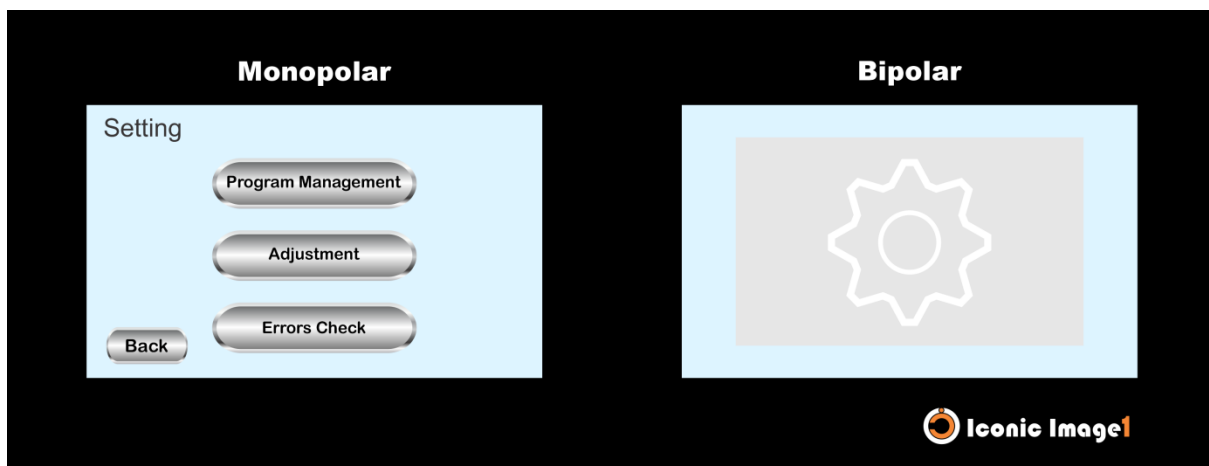 Monopolar
Bipolar
Setting
Program Management
Adjustment
Errors Check
Back
Iconic Image1